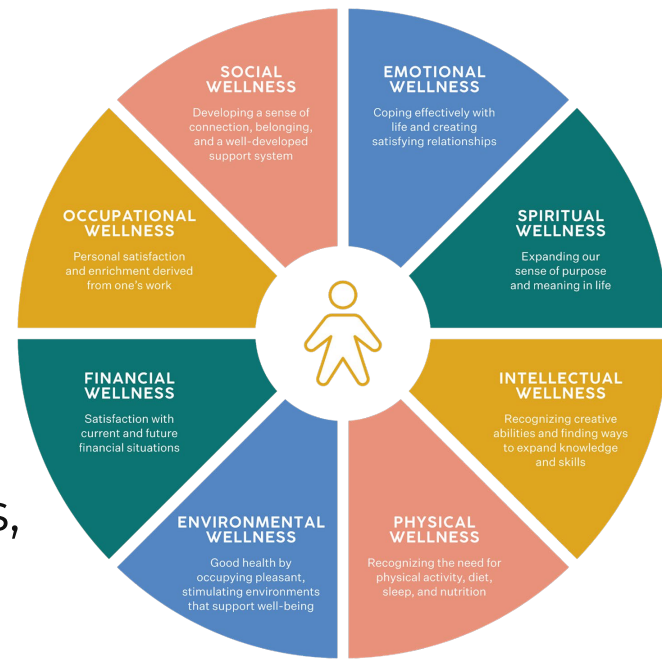 SOCIAL
WELLNESS
Developing a sense of
connection, belonging,
and a well-developed
support system
EMOTIONAL
WELLNESS
Coping effectively with
life and creating
satisfying relationships
SPIRITUAL
WELLNESS
Expanding our
sense of purpose
and meaning in life
INTELLECTUAL
WELLNESS
Recognizing creative
abilities and finding ways
to expand knowledge
and skills
PHYSICAL
WELLNESS
Recognizing the need for
physical activity, diet,
sleep, and nutrition
ENVIRONMENTAL
WELLNESS
Good health by
occupying pleasant,
stimulating environments
that support well-being
FINANCIAL
WELLNESS
Satisfaction with
current and future
financial situations
OCCUPATIONAL
WELLNESS
Personal satisfaction
and enrichment derived
from one's work
s,